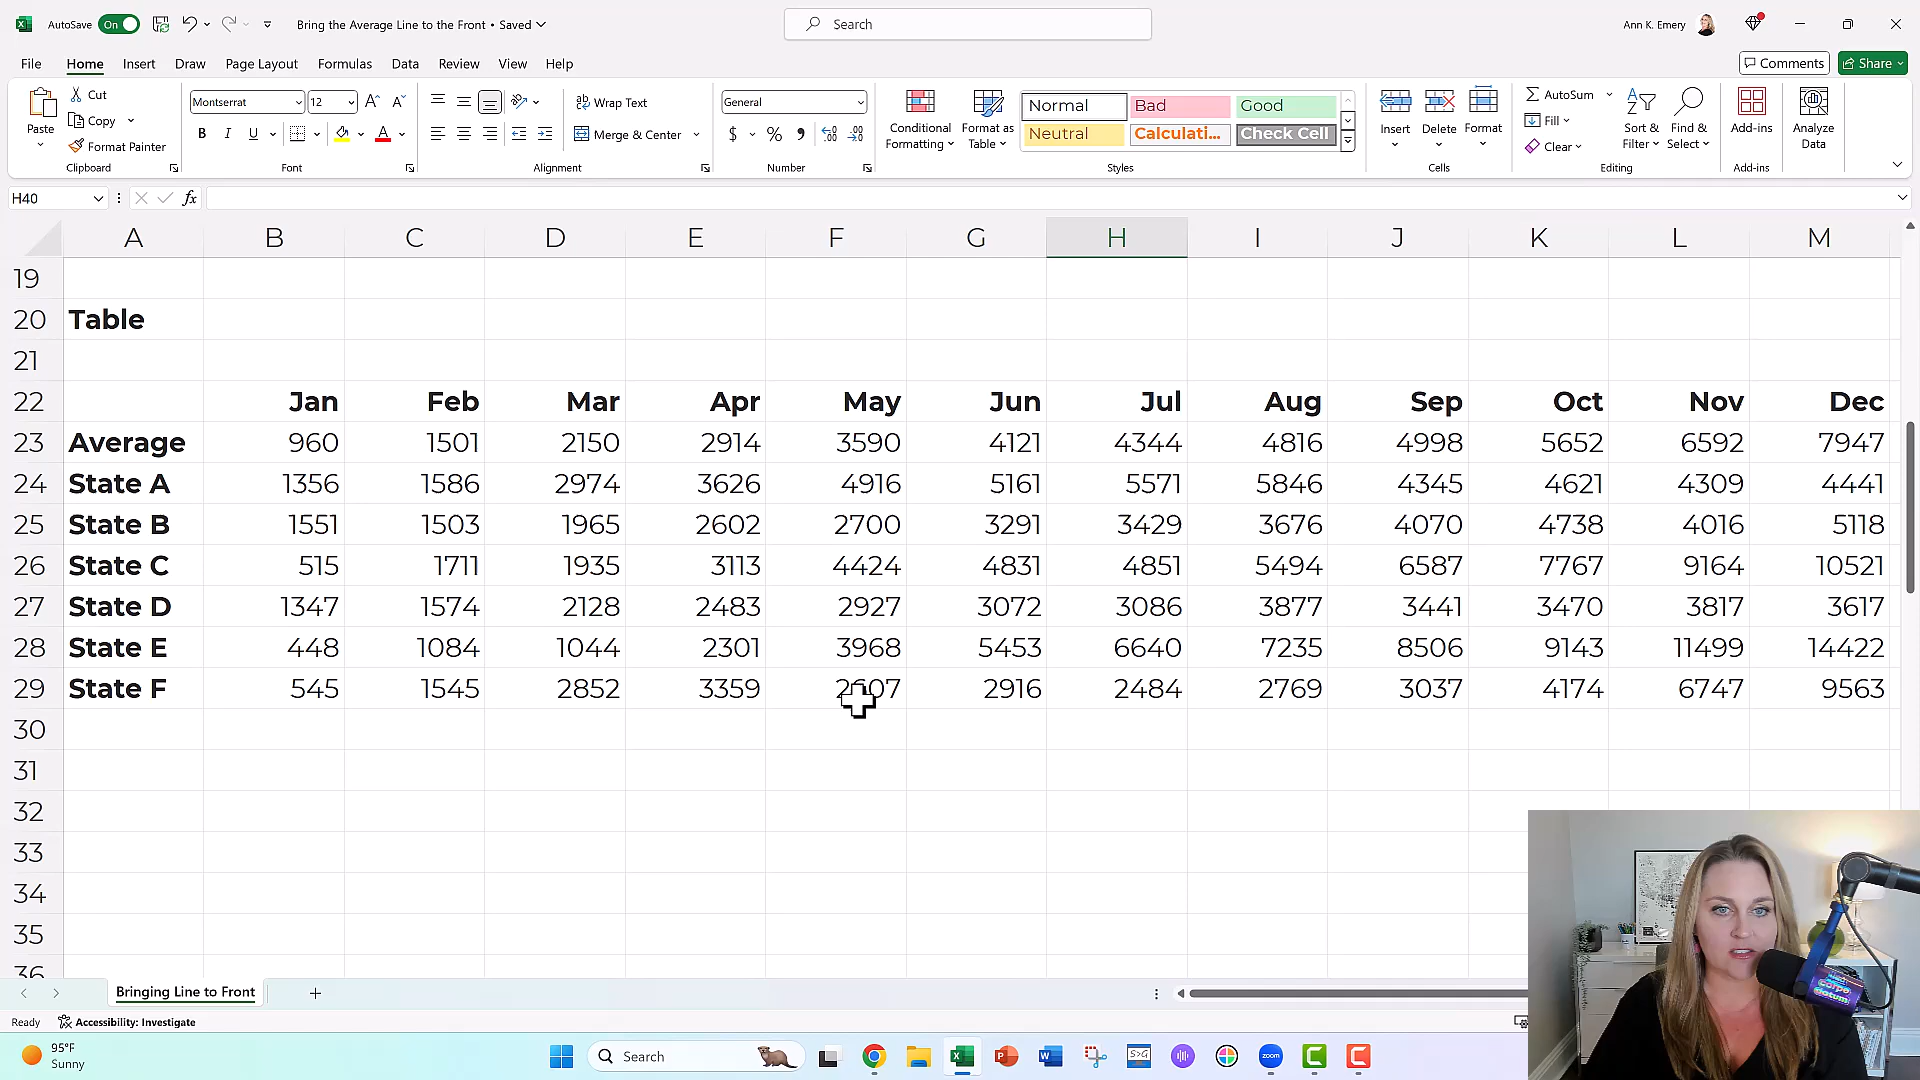 AutoSave On Bring the Average Line to the Front • Saved Search Ann K. Emery
File Home Insert Draw Page Layout Formulas Data Review View Help Comments Share
Paste Cut Copy Format Painter
Clipboard
Montserrat 12
B I U A
Font
Wrap Text
Merge & Center
Alignment
General
$ % 9
Number
Conditional Formatting Format as Table
Normal Bad Good
Neutral Calculati... Check Cell
Styles
Insert Delete Format
Cells
AutoSum
Fill
Clear
Sort & Filter Find & Select
Editing
Add-ins
Add-ins
Analyze Data
H40 fx
A B C D E F G H I J K L M
19
20 Table
21
22 Jan Feb Mar Apr May Jun Jul Aug Sep Oct Nov Dec
23 Average 960 1501 2150 2914 3590 4121 4344 4816 4998 5652 6592 7947
24 State A 1356 1586 2974 3626 4916 5161 5571 5846 4345 4621 4309 4441
25 State B 1551 1503 1965 2602 2700 3291 3429 3676 4070 4738 4016 5118
26 State C 515 1711 1935 3113 4424 4831 4851 5494 6587 7767 9164 10521
27 State D 1347 1574 2128 2483 2927 3072 3086 3877 3441 3470 3817 3617
28 State E 448 1084 1044 2301 3968 5453 6640 7235 8506 9143 11499 14422
29 State F 545 1545 2852 3359 2916 2484 2769 3037 4174 6747 9563
30
31
32
33
34
35
36
Bringing Line to Front
Ready Accessibility: Investigate
95°F
Sunny
Search
zoom